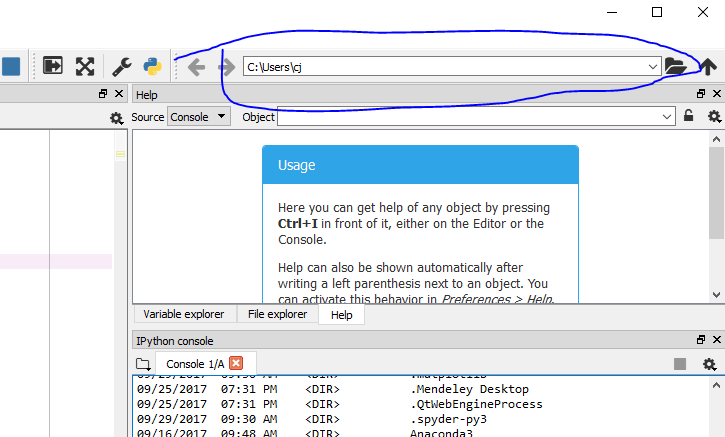 C:\Users\cj
Help
Source Console Object
Usage
Here you can get help of any object by pressing
Ctrl+I in front of it, either on the Editor or the
Console.
Help can also be shown automatically after
writing a left parenthesis next to an object. You
can activate this behavior in Preferences > Help.
Variable explorer File explorer Help
IPython console
Console 1/A
09/25/2017 07:31 PM <DIR> .Mendeley Desktop
09/25/2017 07:31 PM <DIR> .QtWebEngineProcess
09/29/2017 09:30 AM <DIR> .spyder-py3
09/16/2017 09:48 AM <DIR> Anaconda3